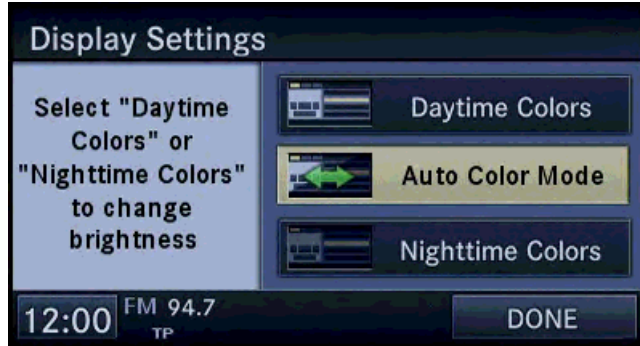 Display Settings
Select "Daytime
Colors" or
"Nighttime Colors"
to change
brightness
Daytime Colors
Auto Color Mode
Nighttime Colors
12:00
FM 94.7
TP
DONE